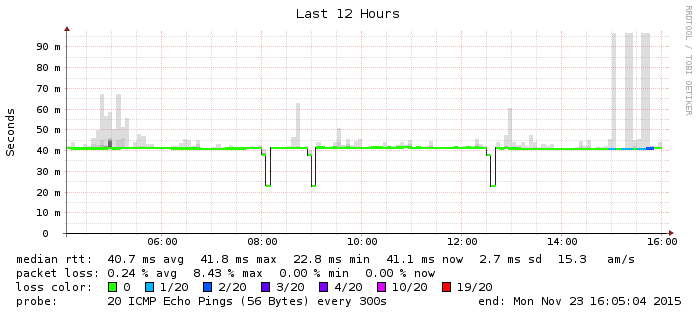 Last 12 Hours
RRDTOOL / TOBI OETIKER
Seconds
90 m
80 m
70 m
60 m
50 m
40 m
30 m
20 m
10 m
0
06:00 08:00 10:00 12:00 14:00 16:00
median rtt: 40.7 ms avg 41.8 ms max 22.8 ms min 41.1 ms now 2.7 ms sd 15.3 am/s
packet loss: 0.24 % avg 8.43 % max 0.00 % min 0.00 % now
loss color: 0 1/20 2/20 3/20 4/20 10/20 19/20
probe: 20 ICMP Echo Pings (56 Bytes) every 300s end: Mon Nov 23 16:05:04 2015